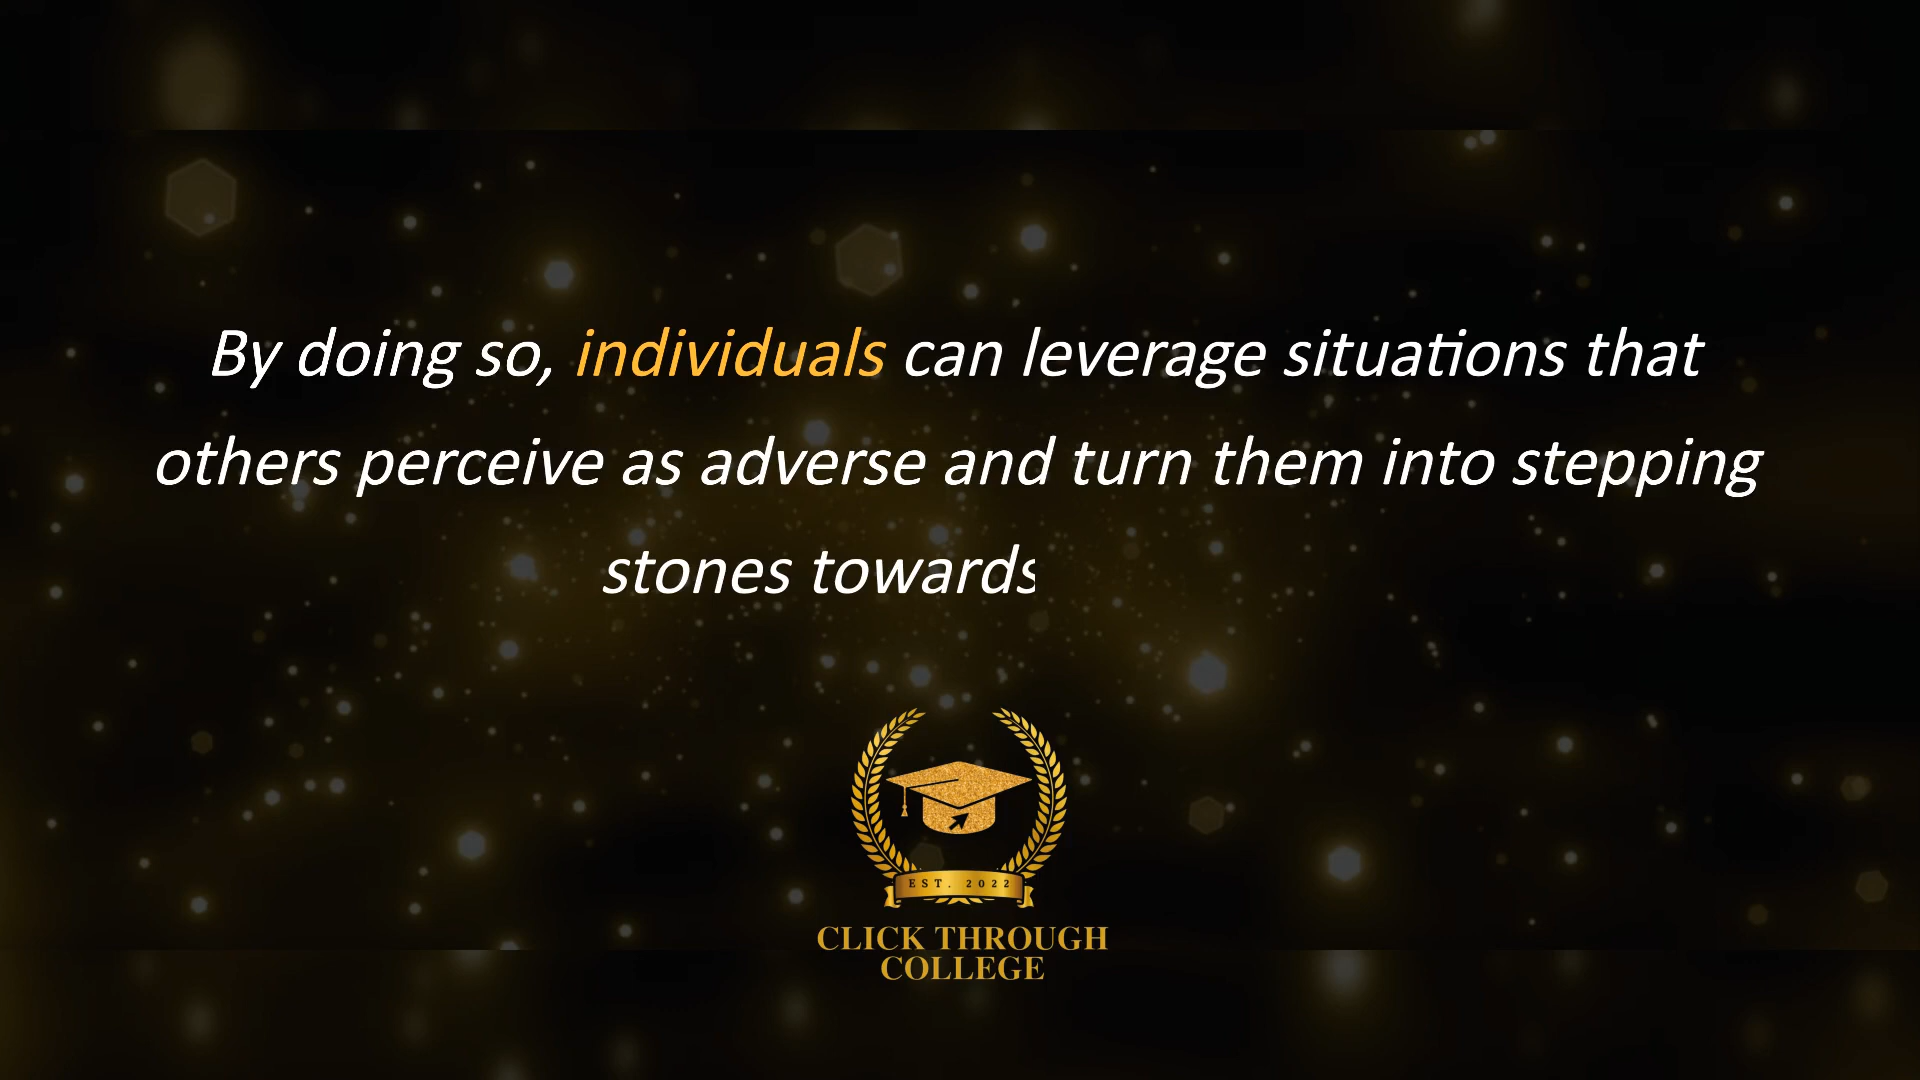 By doing so, individuals can leverage situations that
others perceive as adverse and turn them into stepping
stones towards
EST. 2022
CLICK THROUGH
COLLEGE